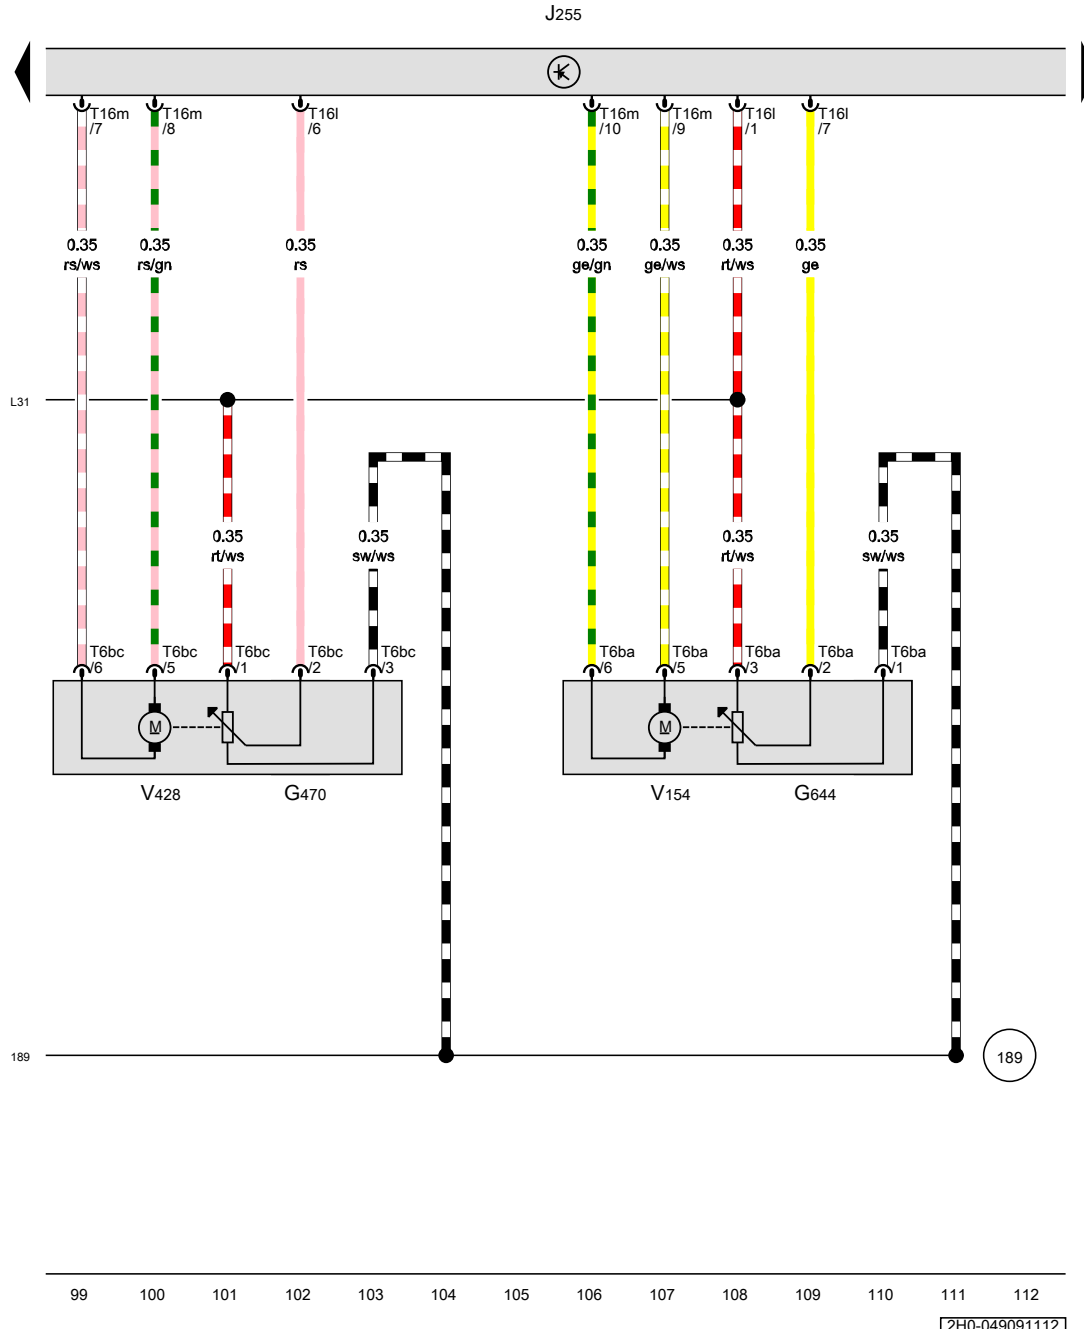 J255
T16m T16m T16l T16m T16m T16l T16l
/7 /8 /6 /10 /9 /1 /7
0.35 0.35 0.35 0.35 0.35 0.35 0.35
rs/ws rs/gn rs ge/gn ge/ws rt/ws ge
L31
0.35 0.35 0.35 0.35
rt/ws sw/ws rt/ws sw/ws
T6bc T6bc T6bc T6bc T6bc T6ba T6ba T6ba T6ba T6ba
/6 /5 /1 /2 /3 /6 /5 /3 /2 /1
M M
V428 G470 V154 G644
189 189
99 100 101 102 103 104 105 106 107 108 109 110 111 112
2H0-049091112